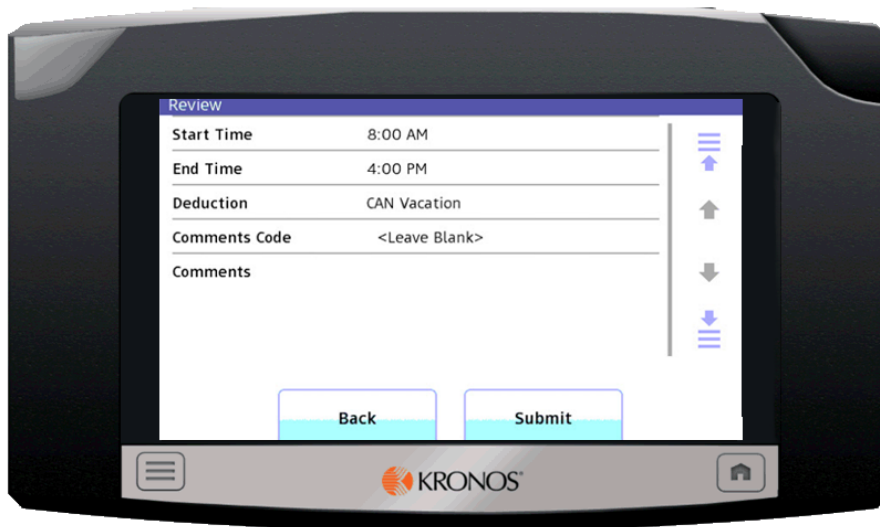 Review
Start Time 8:00 AM
End Time 4:00 PM
Deduction CAN Vacation
Comments Code <Leave Blank>
Comments
Back Submit
KRONOS®